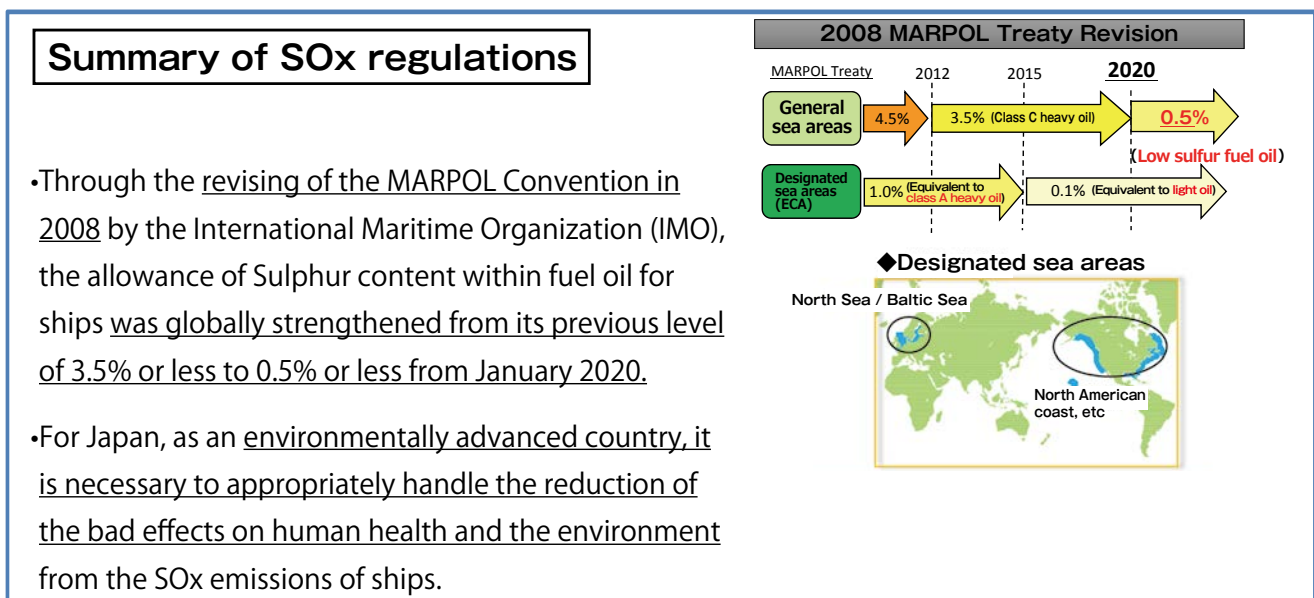 Summary of SOx regulations
•Through the revising of the MARPOL Convention in
2008 by the International Maritime Organization (IMO),
the allowance of Sulphur content within fuel oil for
ships was globally strengthened from its previous level
of 3.5% or less to 0.5% or less from January 2020.
•For Japan, as an environmentally advanced country, it
is necessary to appropriately handle the reduction of
the bad effects on human health and the environment
from the SOx emissions of ships.
2008 MARPOL Treaty Revision
MARPOL Treaty 2012 2015 2020
General
sea areas
4.5% 3.5% (Class C heavy oil) 0.5%
(Low sulfur fuel oil)
Designated
sea areas
(ECA)
1.0% (Equivalent to
class A heavy oil)
0.1% (Equivalent to light oil)
◆Designated sea areas
North Sea / Baltic Sea
North American
coast, etc